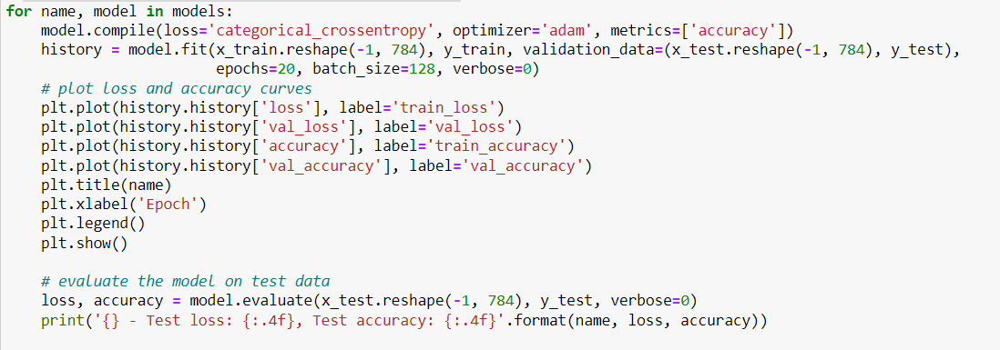 for name, model in models:
    model.compile(loss='categorical_crossentropy', optimizer='adam', metrics=['accuracy'])
    history = model.fit(x_train.reshape(-1, 784), y_train, validation_data=(x_test.reshape(-1, 784), y_test),
                        epochs=20, batch_size=128, verbose=0)
    # plot loss and accuracy curves
    plt.plot(history.history['loss'], label='train_loss')
    plt.plot(history.history['val_loss'], label='val_loss')
    plt.plot(history.history['accuracy'], label='train_accuracy')
    plt.plot(history.history['val_accuracy'], label='val_accuracy')
    plt.title(name)
    plt.xlabel('Epoch')
    plt.legend()
    plt.show()

    # evaluate the model on test data
    loss, accuracy = model.evaluate(x_test.reshape(-1, 784), y_test, verbose=0)
    print('{} - Test loss: {:.4f}, Test accuracy: {:.4f}'.format(name, loss, accuracy))